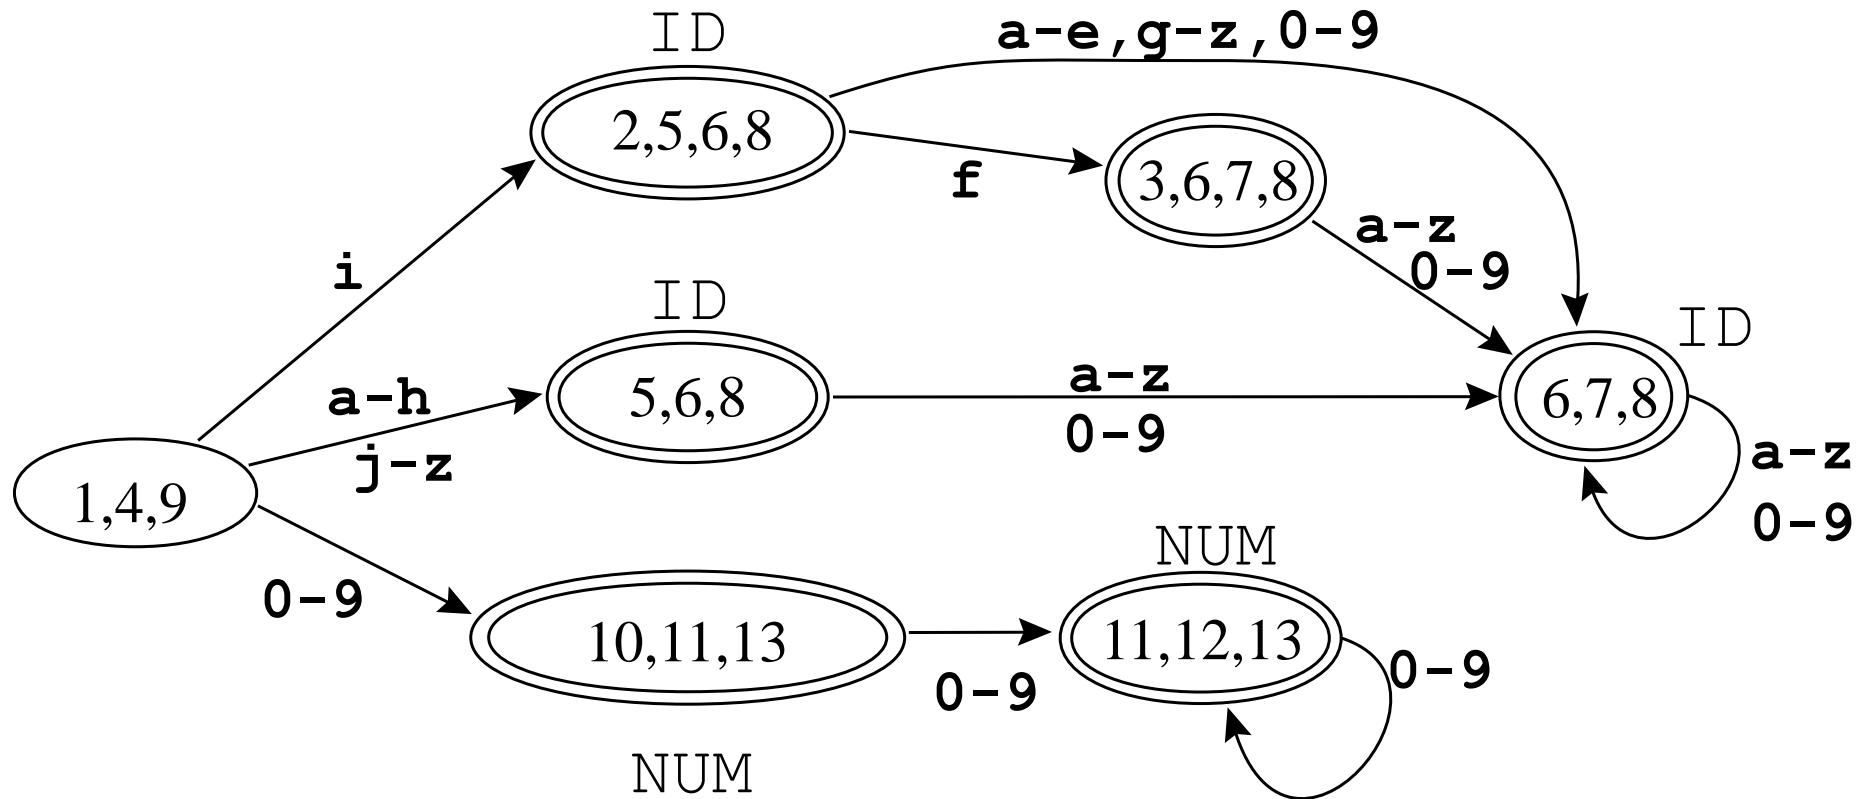 ID
a-e,g-z,0-9
2,5,6,8
f
3,6,7,8
a-z
0-9
i
ID
ID
a-h
j-z
5,6,8
a-z
0-9
6,7,8
a-z
0-9
1,4,9
0-9
NUM
10,11,13
0-9
11,12,13
0-9
NUM